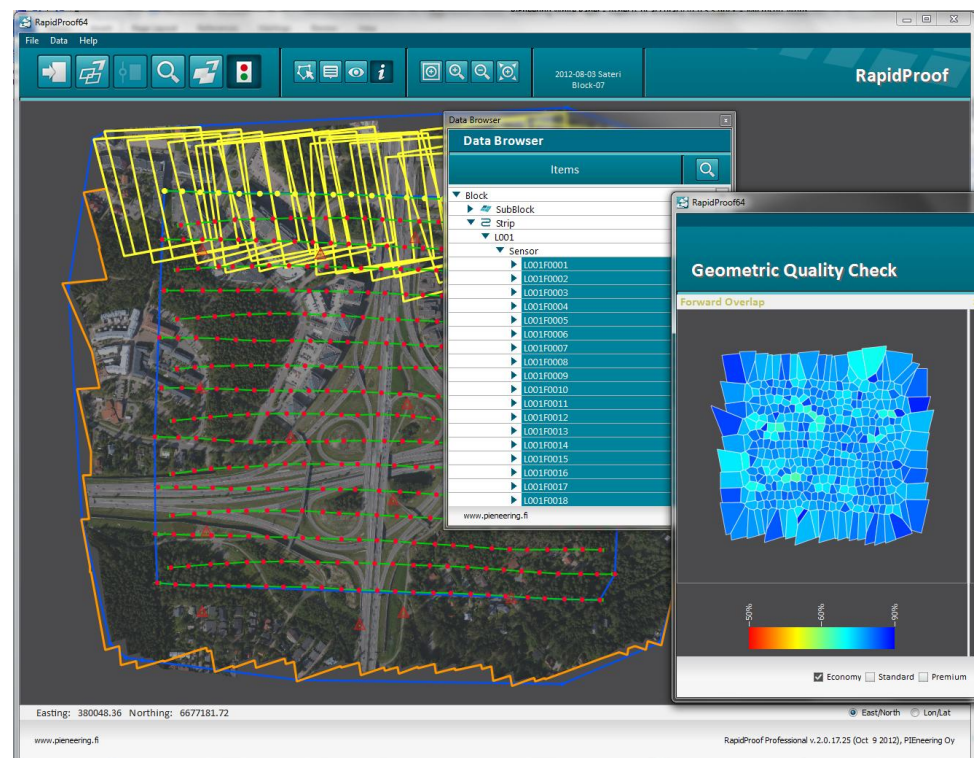 RapidProof64
File Data Help
2012-08-03 Sateri
Block-07
RapidProof
Data Browser
Data Browser
Items
Block
SubBlock
Strip
L001
Sensor
L001F0001
L001F0002
L001F0003
L001F0004
L001F0005
L001F0006
L001F0007
L001F0008
L001F0009
L001F0010
L001F0011
L001F0012
L001F0013
L001F0014
L001F0015
L001F0016
L001F0017
L001F0018
www.pieneering.fi
RapidProof64
Geometric Quality Check
Forward Overlap
50% 60% 90%
Economy Standard Premium
Easting: 380048.36 Northing: 6677181.72
East/North Lon/Lat
www.pieneering.fi
RapidProof Professional v.2.0.17.25 (Oct 9 2012), PIEneering Oy